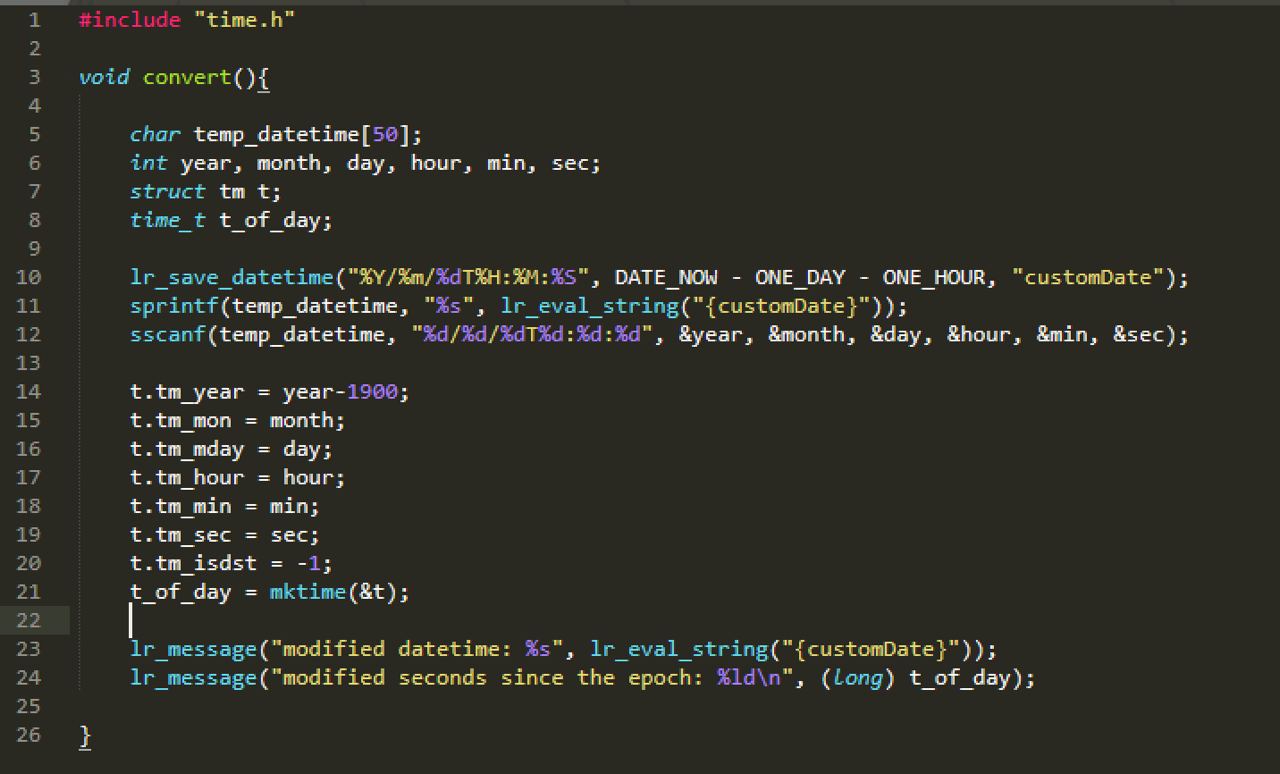 1 #include "time.h"
2
3 void convert(){
4
5 char temp_datetime[50];
6 int year, month, day, hour, min, sec;
7 struct tm t;
8 time_t t_of_day;
9
10 lr_save_datetime("%Y/%m/%dT%H:%M:%S", DATE_NOW - ONE_DAY - ONE_HOUR, "customDate");
11 sprintf(temp_datetime, "%s", lr_eval_string("{customDate}"));
12 sscanf(temp_datetime, "%d/%d/%dT%d:%d:%d", &year, &month, &day, &hour, &min, &sec);
13
14 t.tm_year = year-1900;
15 t.tm_mon = month;
16 t.tm_mday = day;
17 t.tm_hour = hour;
18 t.tm_min = min;
19 t.tm_sec = sec;
20 t.tm_isdst = -1;
21 t_of_day = mktime(&t);
22
23 lr_message("modified datetime: %s", lr_eval_string("{customDate}"));
24 lr_message("modified seconds since the epoch: %ld\n", (long) t_of_day);
25
26 }